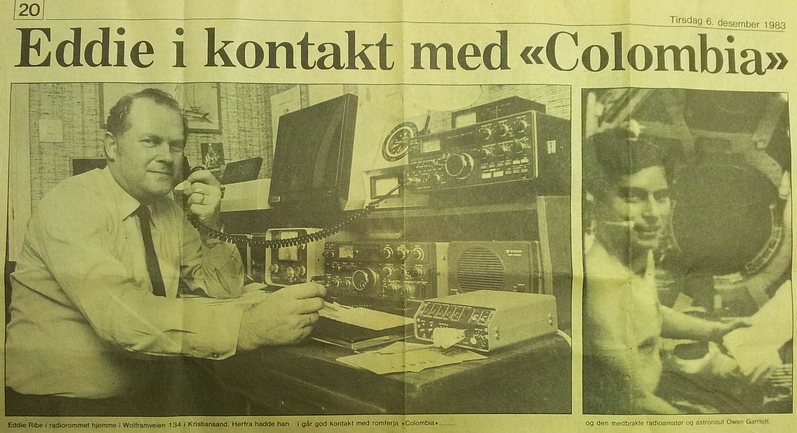 20
Tirsdag 6. desember 1983
Eddie i kontakt med «Colombia»
Eddie Ribe i radiorommet hjemme i Wolframveien 134 i Kristiansand. Herfra hadde han i går god kontakt med romferja «Colombia»........
og den medbrakte radioamatør og astronaut Owen Garriott.